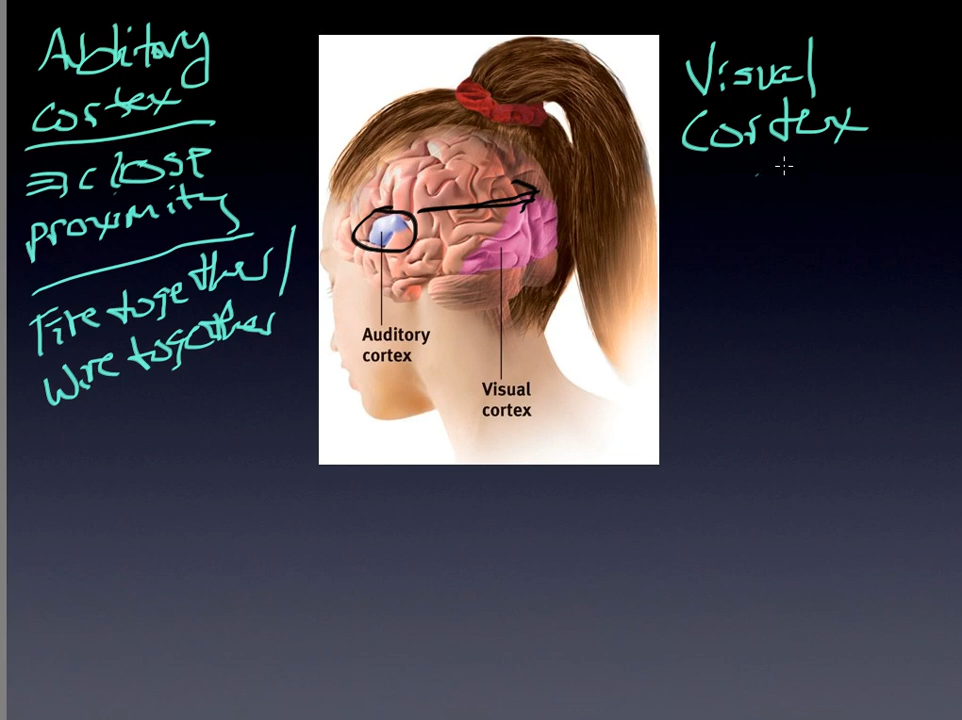 Auditory
cortex
close
proximity
Fire together/
Wire together
Auditory
cortex
Visual
cortex
Visual
Cortex